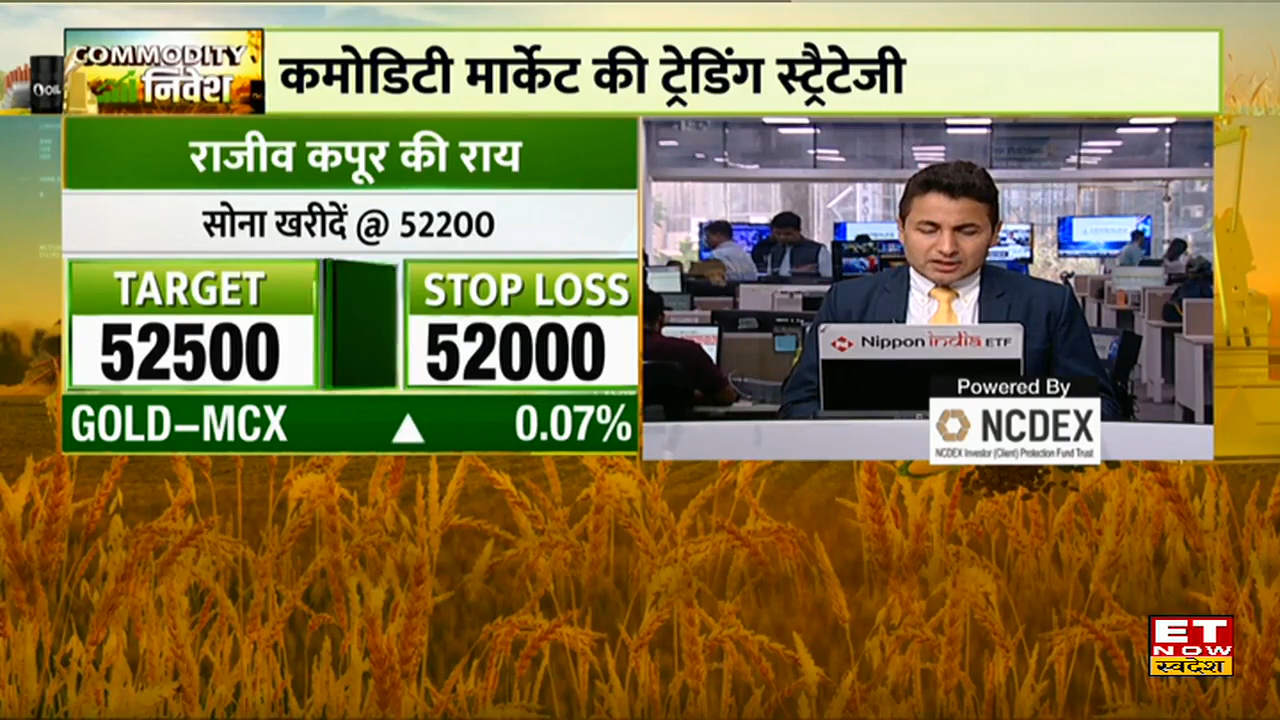 COMMODITY
निवेश
OIL
कमोडिटी मार्केट की ट्रेडिंग स्ट्रैटेजी
राजीव कपूर की राय
सोना खरीदें @ 52200
TARGET
STOP LOSS
52500
52000
GOLD–MCX ▲ 0.07%
Nippon india ETF
Powered By
NCDEX
NCDEX Investor (Client) Protection Fund Trust
ET
NOW
स्वदेश